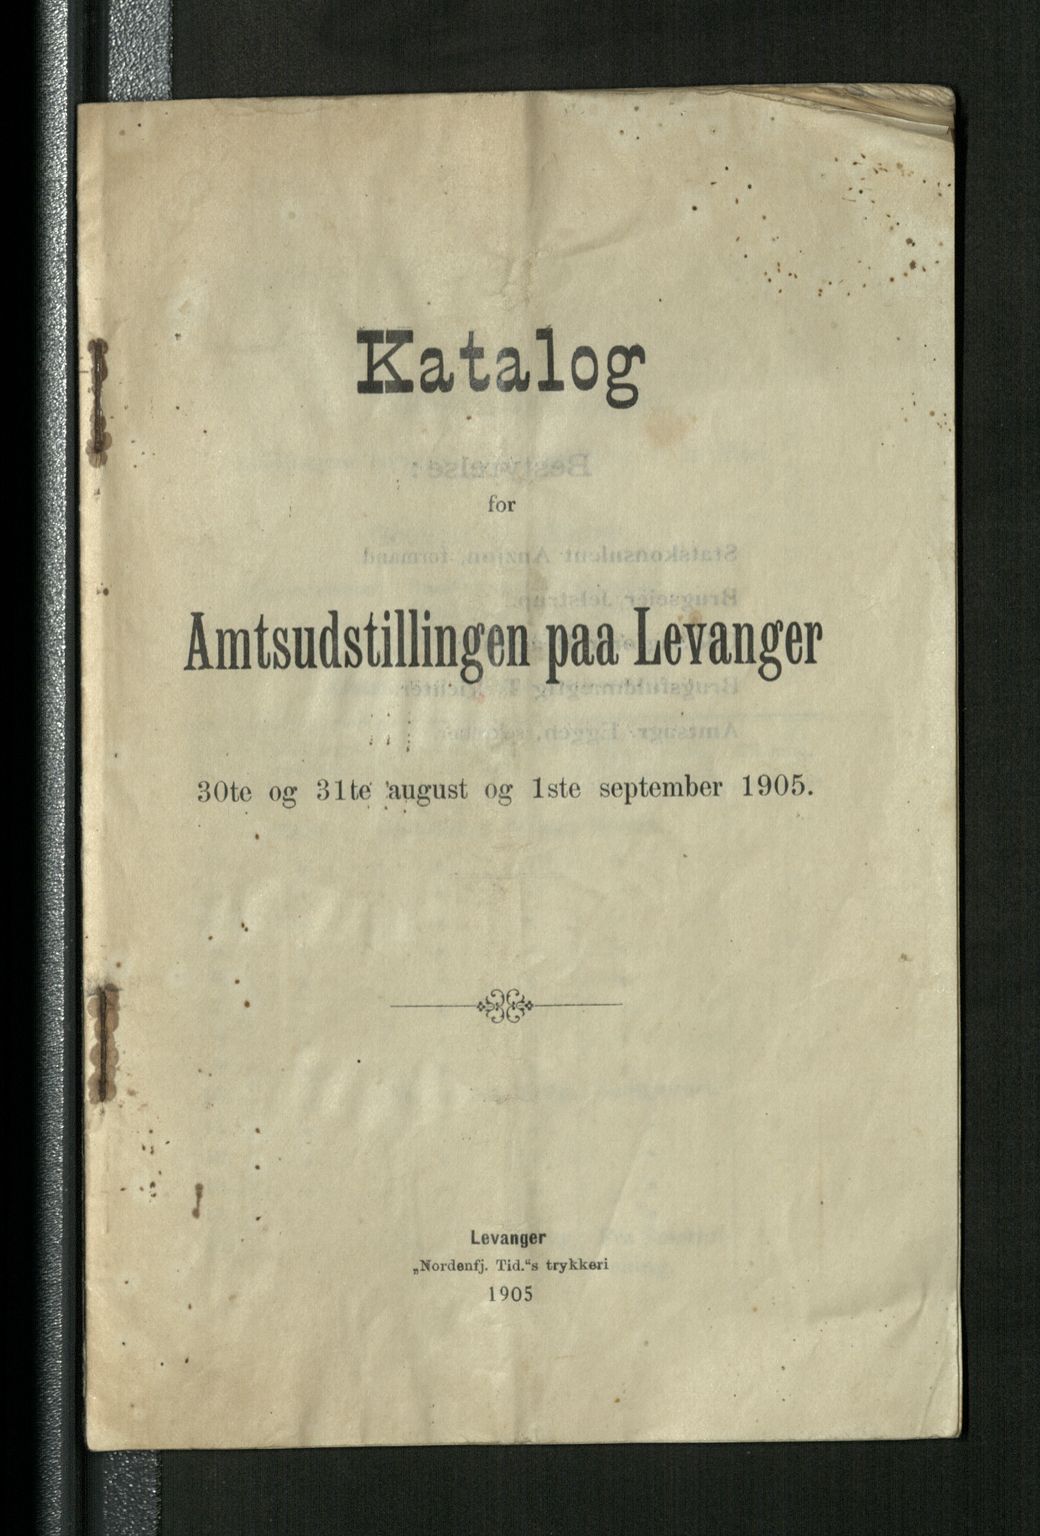 Katalog
for
Amtsudstillingen paa Levanger
30te og 31te august og 1ste september 1905.
Levanger
„Nordenfj. Tid.“s trykkeri
1905